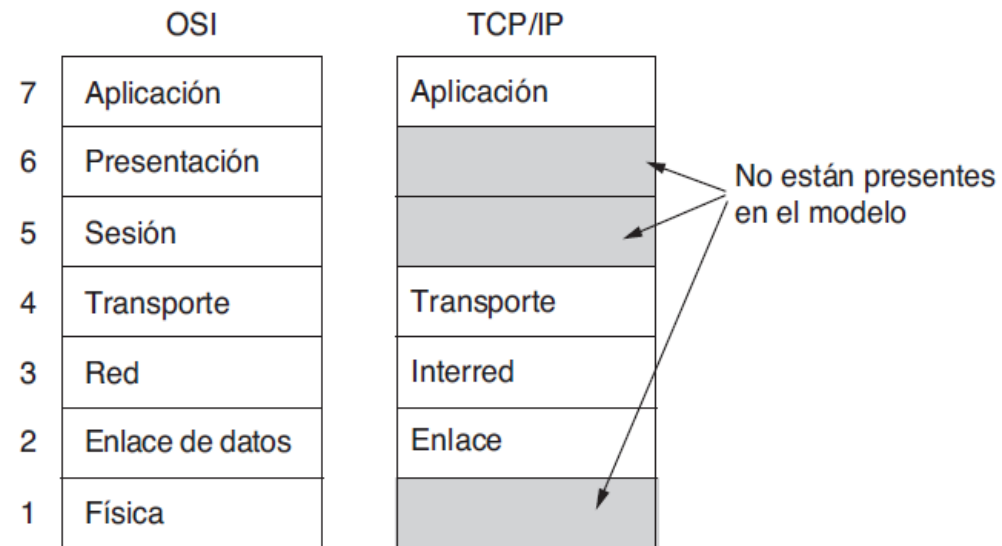 OSI TCP/IP
7 Aplicación Aplicación
6 Presentación
No están presentes
en el modelo
5 Sesión
4 Transporte Transporte
3 Red Interred
2 Enlace de datos Enlace
1 Física